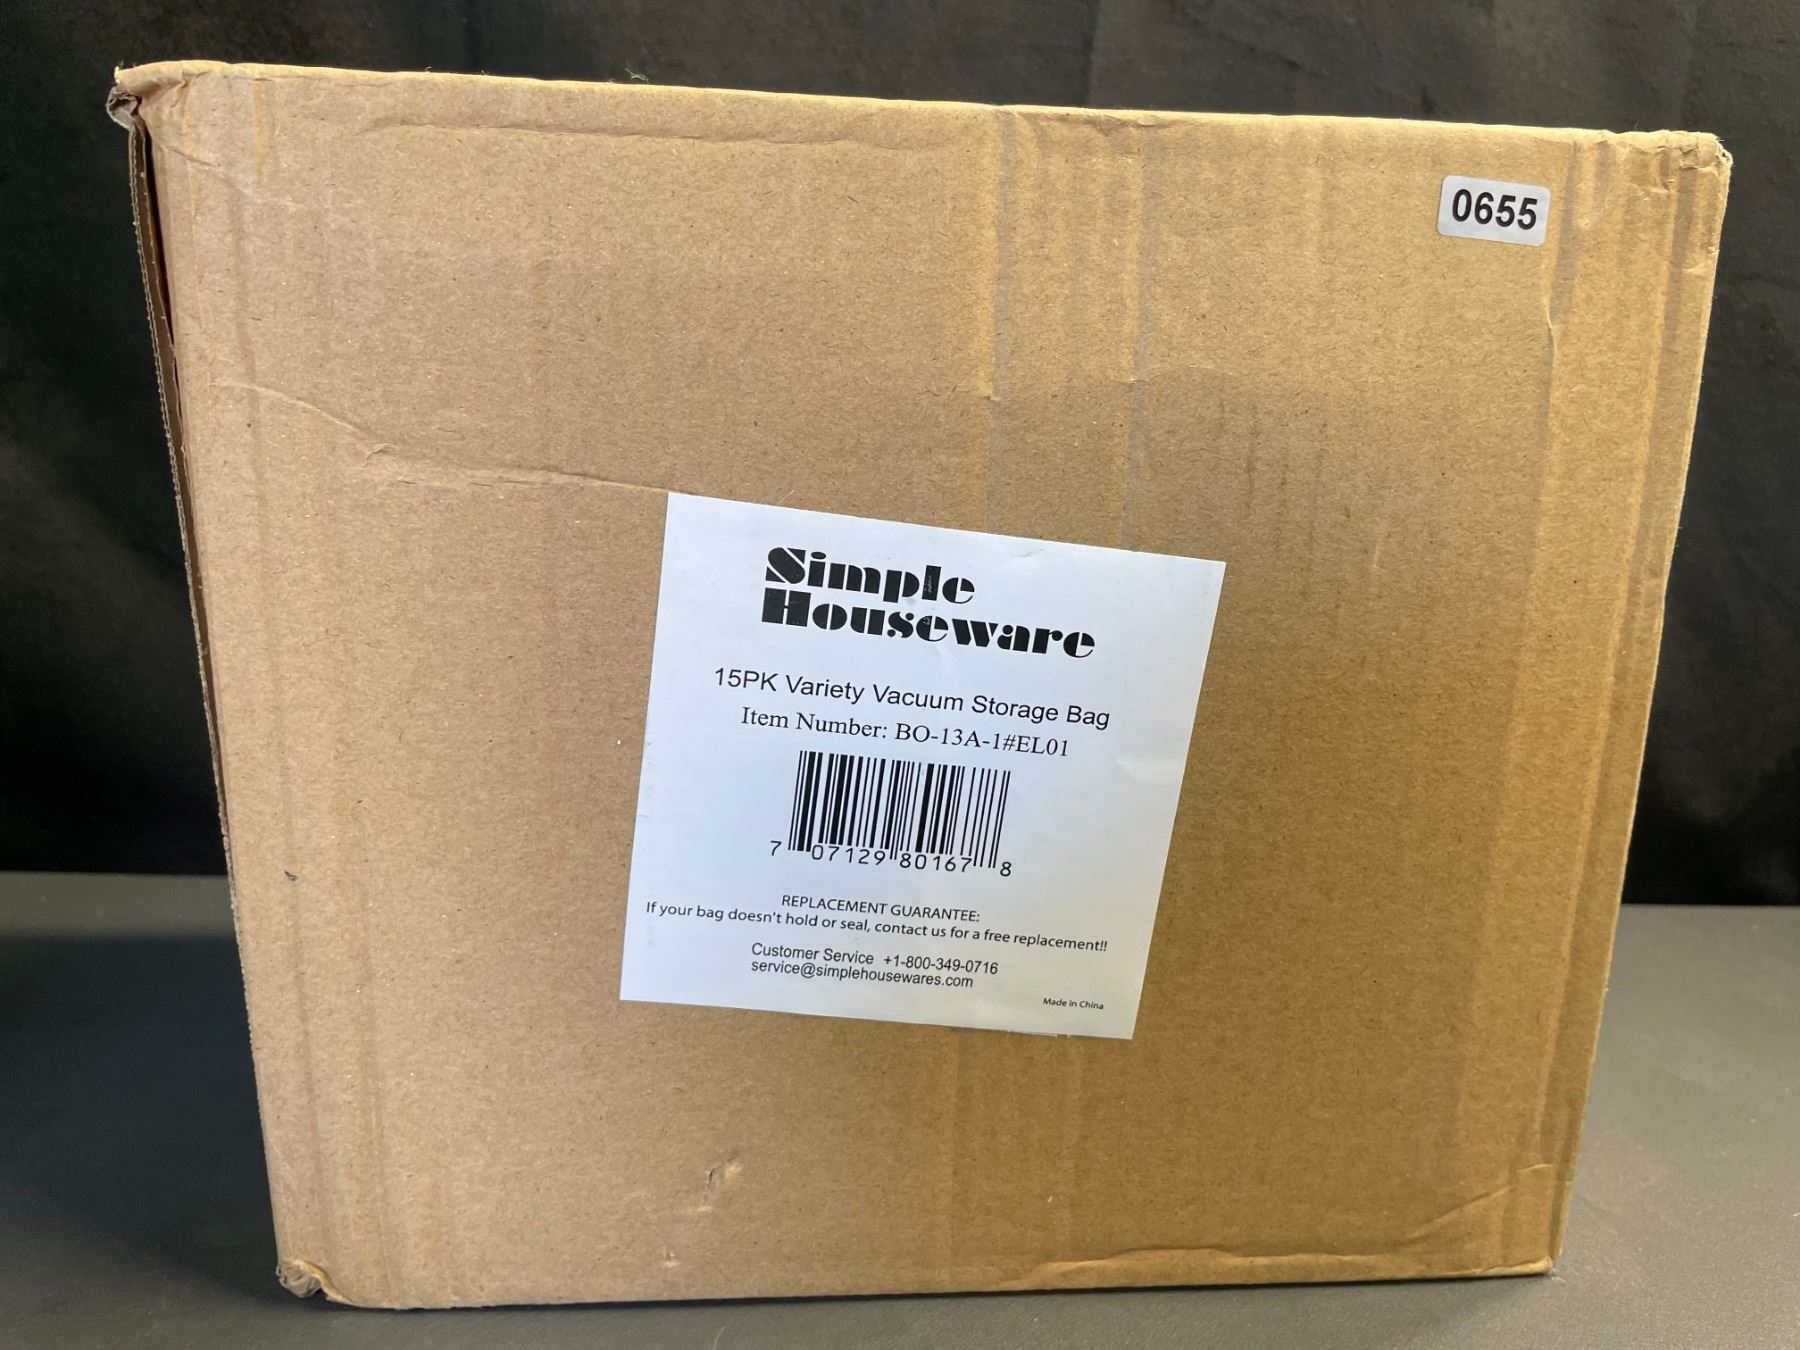 0655
Simple
Houseware
15PK Variety Vacuum Storage Bag
Item Number: BO-13A-1#EL01
7 07129 80167 8
REPLACEMENT GUARANTEE:
If your bag doesn't hold or seal, contact us for a free replacement!!
Customer Service +1-800-349-0716
service@simplehousewares.com
Made in China